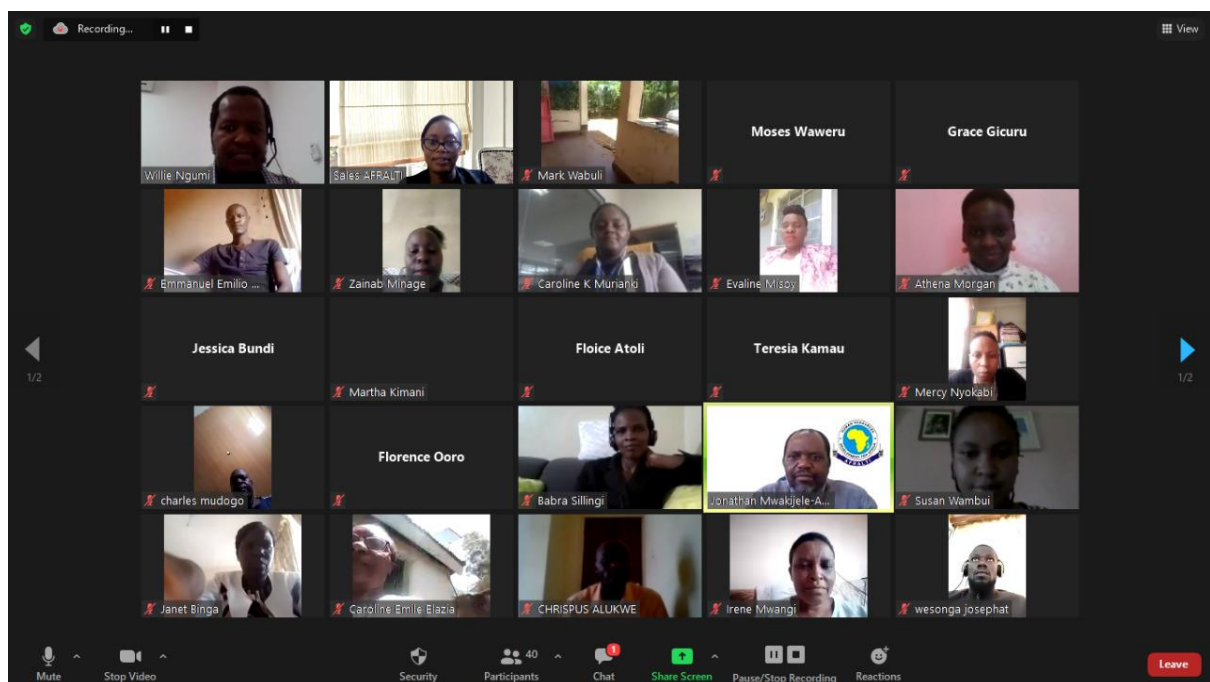 Recording...
View
Willie Ngumi
Sales AFRALTI
Mark Wabuli
Moses Waweru
Grace Gicuru
Emmanuel Emilio ...
Zainab Minage
Caroline K Murianki
Evaline Misoy
Athena Morgan
Jessica Bundi
Martha Kimani
Floice Atoli
Teresia Kamau
Mercy Nyokabi
1/2
1/2
charles mudogo
Florence Ooro
Babra Sillingi
Jonathan Mwakijele-A...
AFRALTI
Susan Wambui
Janet Binga
Caroline Emile Elazia
CHRISPUS ALUKWE
Irene Mwangi
wesonga josephat
Mute
Stop Video
Security
40
Participants
1
Chat
Share Screen
Pause/Stop Recording
Reactions
Leave